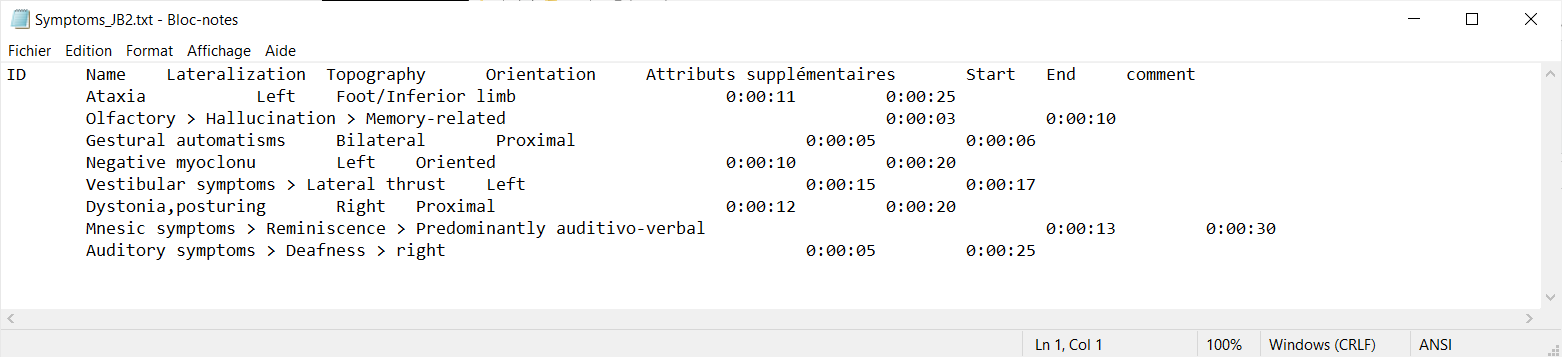 Symptoms_JB2.txt - Bloc-notes
Fichier Edition Format Affichage Aide
ID Name Lateralization Topography Orientation Attributs supplémentaires Start End comment
Ataxia Left Foot/Inferior limb 0:00:11 0:00:25
Olfactory > Hallucination > Memory-related 0:00:03 0:00:10
Gestural automatisms Bilateral Proximal 0:00:05 0:00:06
Negative myoclonu Left Oriented 0:00:10 0:00:20
Vestibular symptoms > Lateral thrust Left 0:00:15 0:00:17
Dystonia,posturing Right Proximal 0:00:12 0:00:20
Mnesic symptoms > Reminiscence > Predominantly auditivo-verbal 0:00:13 0:00:30
Auditory symptoms > Deafness > right 0:00:05 0:00:25
Ln 1, Col 1 100% Windows (CRLF) ANSI